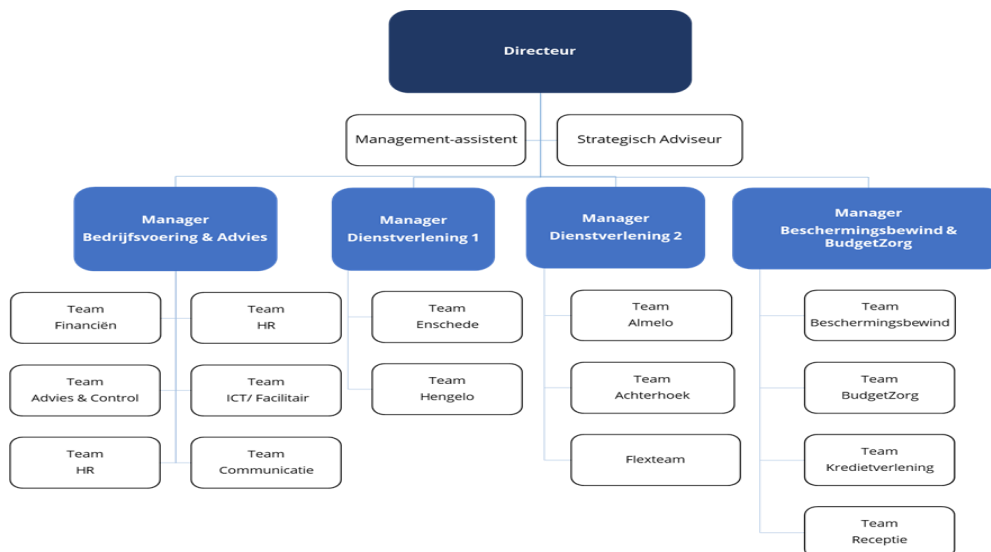 Directeur
Management-assistent
Strategisch Adviseur
Manager
Bedrijfsvoering & Advies
Manager
Dienstverlening 1
Manager
Dienstverlening 2
Manager
Beschermingsbewind &
BudgetZorg
Team
Financiën
Team
HR
Team
Advies & Control
Team
ICT/ Facilitair
Team
HR
Team
Communicatie
Team
Enschede
Team
Hengelo
Team
Almelo
Team
Achterhoek
Flexteam
Team
Beschermingsbewind
Team
BudgetZorg
Team
Kredietverlening
Team
Receptie